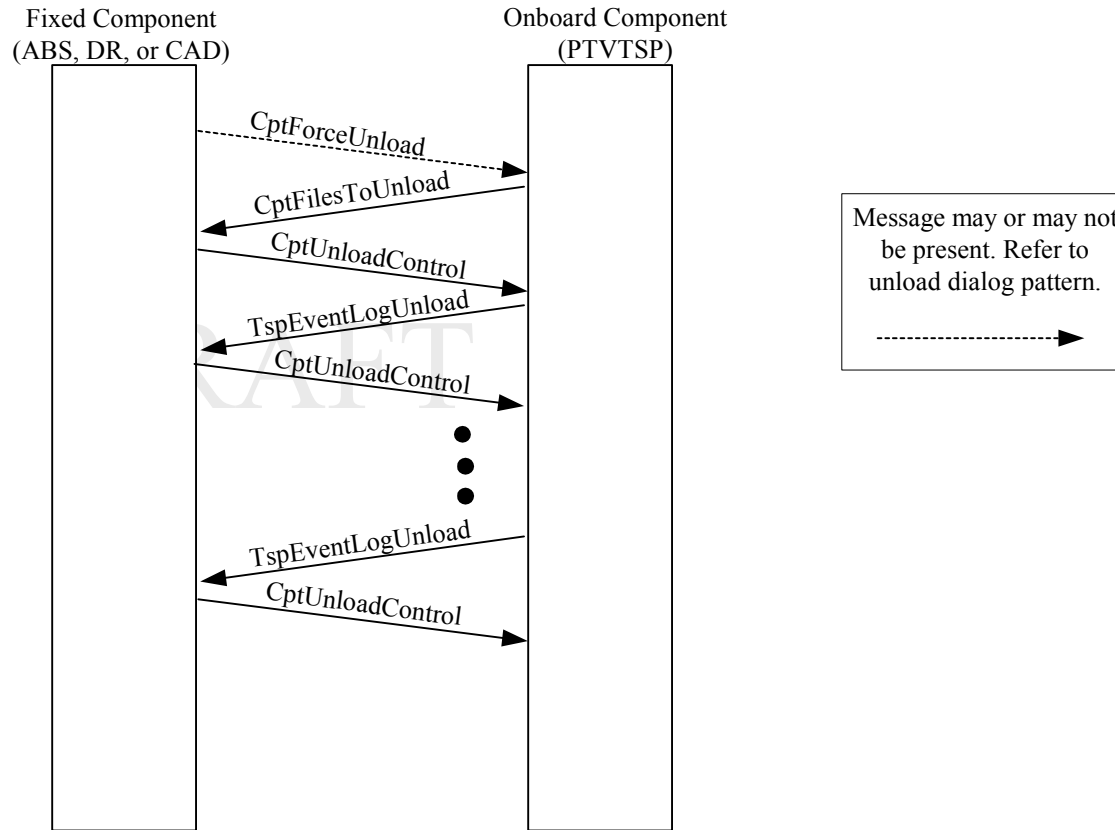 Fixed Component
(ABS, DR, or CAD)
Onboard Component
(PTVTSP)
CptForceUnload
CptFilesToUnload
CptUnloadControl
TspEventLogUnload
CptUnloadControl
TspEventLogUnload
CptUnloadControl
Message may or may not
be present. Refer to
unload dialog pattern.
RAFT